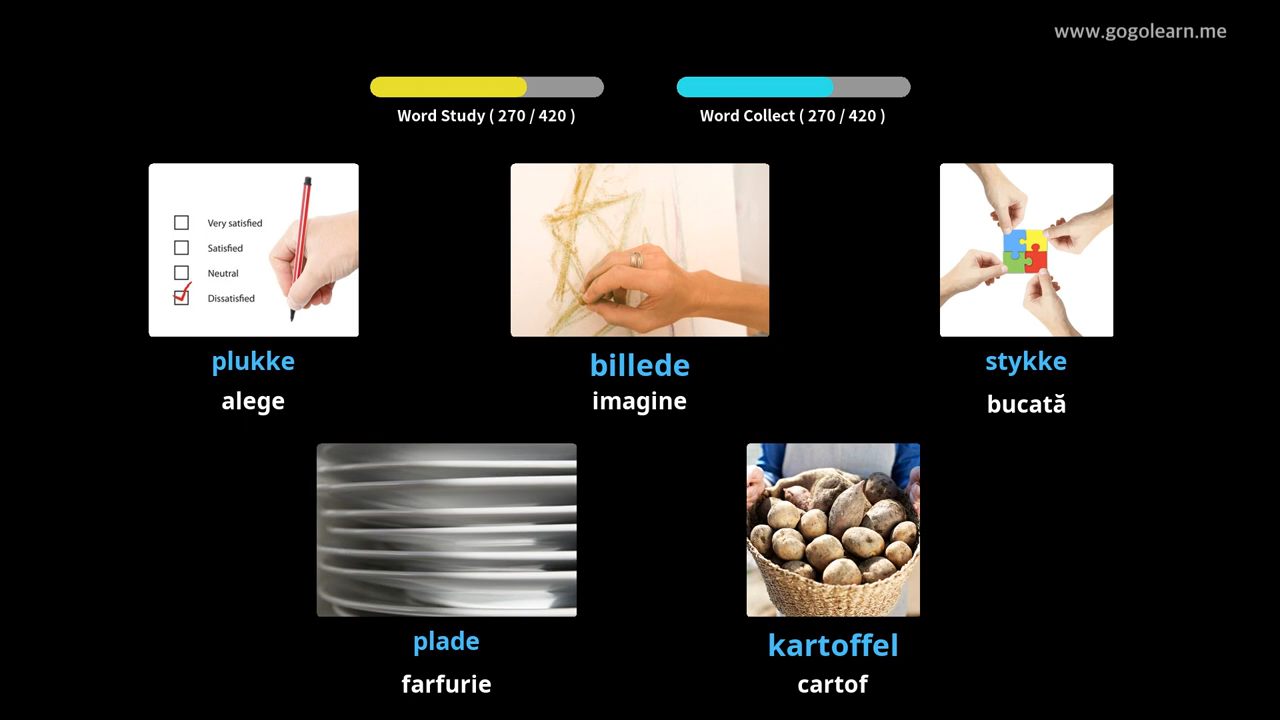 www.gogolearn.me
Word Study ( 270 / 420 )
Word Collect ( 270 / 420 )
Very satisfied
Satisfied
Neutral
Dissatisfied
plukke
alege
billede
imagine
stykke
bucată
plade
farfurie
kartoffel
cartof